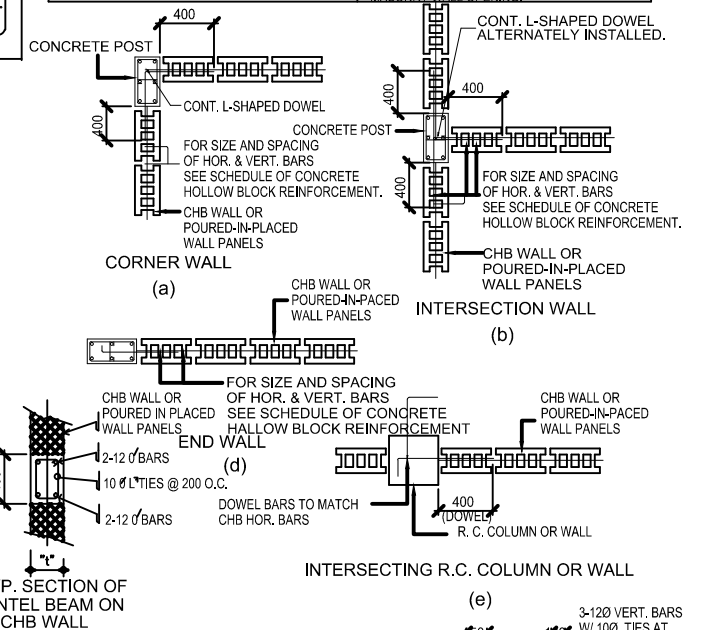 400
CONCRETE POST
CONT. L-SHAPED DOWEL
400
FOR SIZE AND SPACING
OF HOR. & VERT. BARS
SEE SCHEDULE OF CONCRETE
HOLLOW BLOCK REINFORCEMENT.
CHB WALL OR
POURED-IN-PLACED
WALL PANELS
CORNER WALL
(a)
CONT. L-SHAPED DOWEL
ALTERNATELY INSTALLED.
400
400
CONCRETE POST
400
FOR SIZE AND SPACING
OF HOR. & VERT. BARS
SEE SCHEDULE OF CONCRETE
HOLLOW BLOCK REINFORCEMENT.
CHB WALL OR
POURED-IN-PLACED
WALL PANELS
INTERSECTION WALL
(b)
CHB WALL OR
POURED-IN-PACED
WALL PANELS
FOR SIZE AND SPACING
OF HOR. & VERT. BARS
SEE SCHEDULE OF CONCRETE
HALLOW BLOCK REINFORCEMENT
END WALL
(d)
CHB WALL OR
POURED IN PLACED
WALL PANELS
2-12 0 BARS
10 Ø L TIES @ 200 O.C.
2-12 0 BARS
"t"
P. SECTION OF
NTEL BEAM ON
CHB WALL
CHB WALL OR
POURED-IN-PACED
WALL PANELS
DOWEL BARS TO MATCH
CHB HOR. BARS
400
(DOWEL)
R. C. COLUMN OR WALL
INTERSECTING R.C. COLUMN OR WALL
(e)
3-12Ø VERT. BARS
W/ 10Ø TIES AT